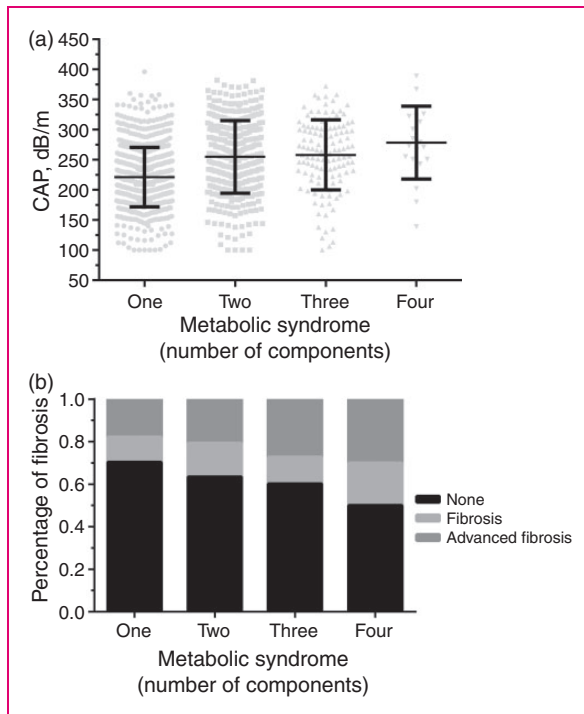 (a)
450
400
350
300
250
200
150
100
50
CAP, dB/m
One Two Three Four
Metabolic syndrome
(number of components)
(b)
1.0
0.8
0.6
0.4
0.2
0.0
Percentage of fibrosis
None
Fibrosis
Advanced fibrosis
One Two Three Four
Metabolic syndrome
(number of components)